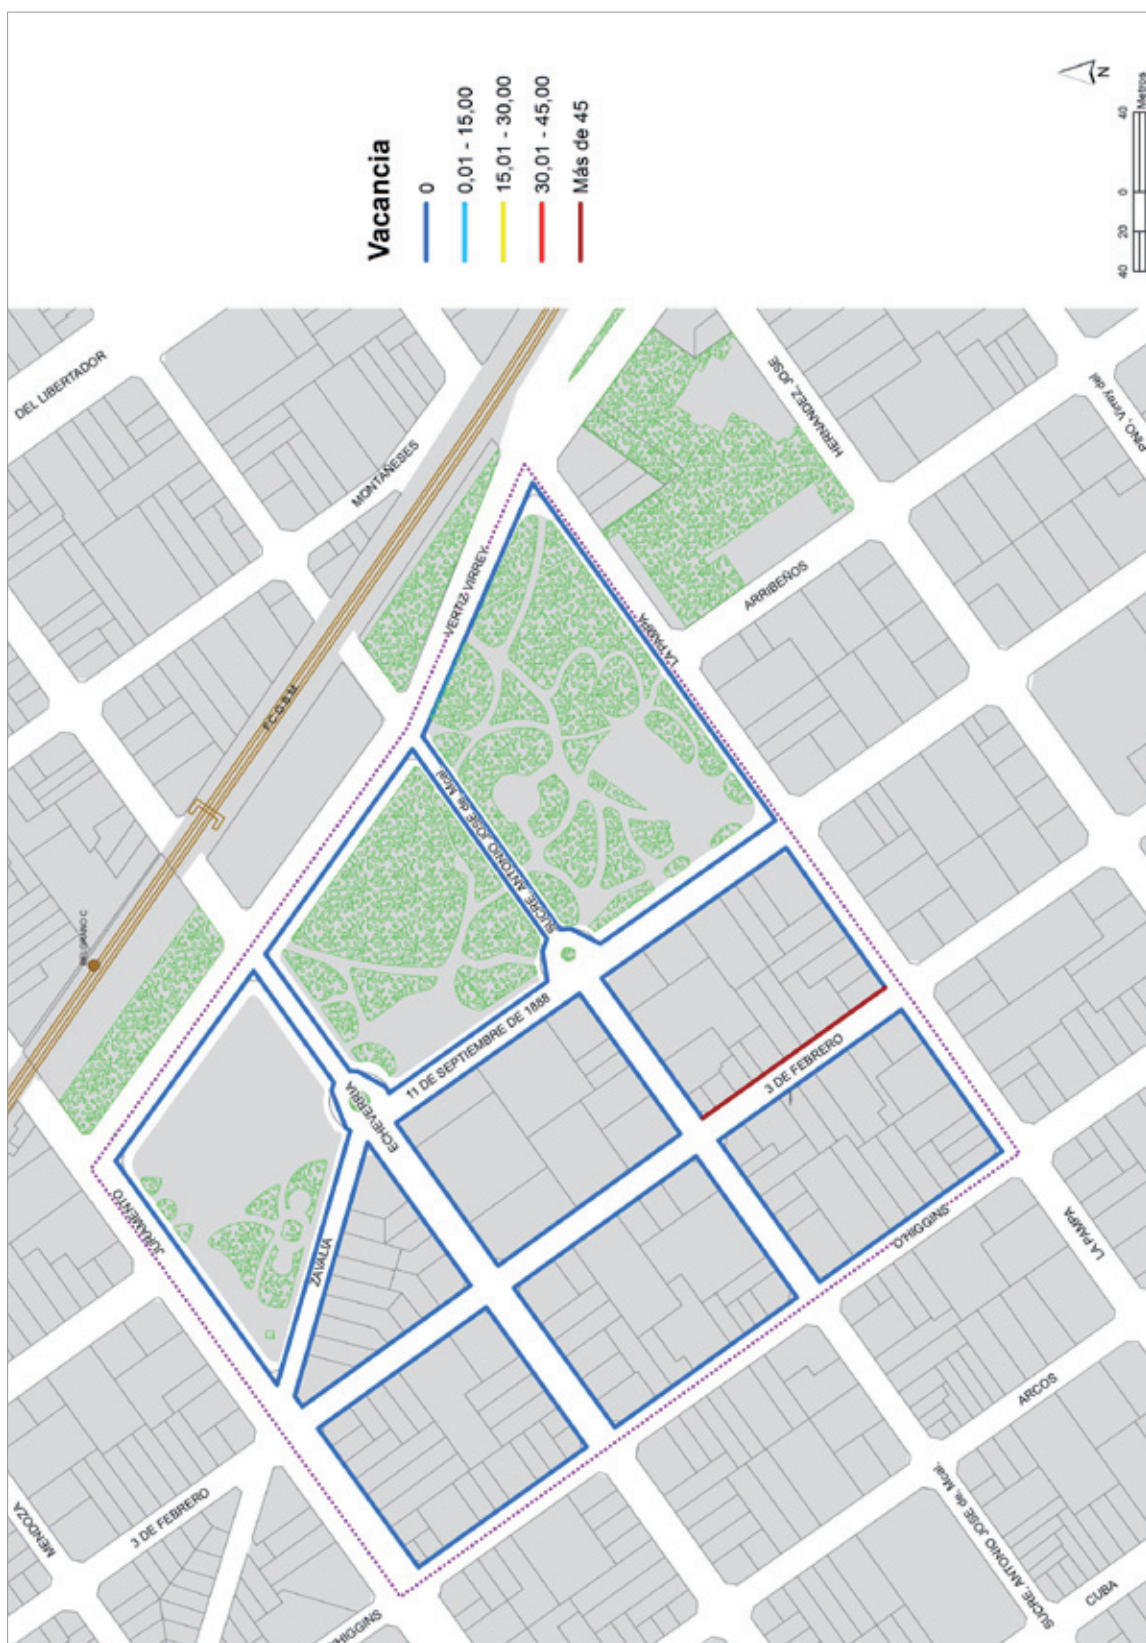 Vacancia
0
0,01 - 15,00
15,01 - 30,00
30,01 - 45,00
Más de 45
N
40 20 0 40
Metros
DEL LIBERTADOR
MONTAÑESES
F.C.G.B.M.
BELGRANO C
VERTIZ VIRREY
HERNANDEZ, JOSE
PINO, Virrey del
ARRIBEÑOS
LA PAMPA
SUCRE, ANTONIO JOSE de Mcal
JURAMENTO
ECHEVERRIA
11 DE SEPTIEMBRE DE 1888
3 DE FEBRERO
ZAVALIA
O'HIGGINS
LA PAMPA
ARCOS
SUCRE, ANTONIO JOSE de, Mcal.
CUBA
MENDOZA
3 DE FEBRERO
'HIGGINS